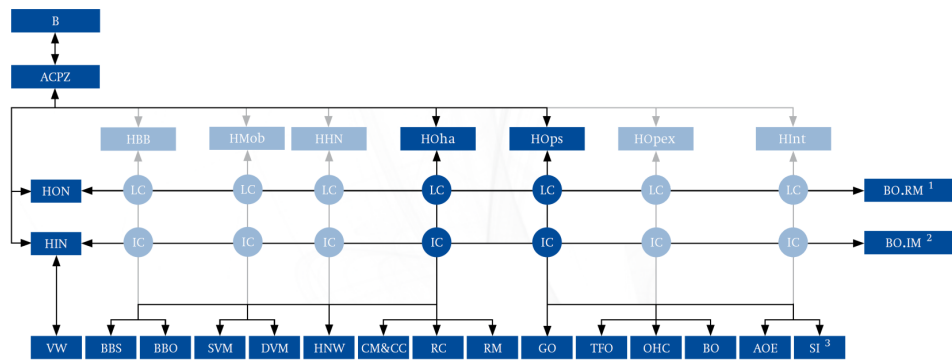 B
ACPZ
HBB HMob HHN HOha HOps HOpex HInt
HON LC LC LC LC LC LC LC BO.RM 1
HIN IC IC IC IC IC IC IC BO.IM 2
VW BBS BBO SVM DVM HNW CM&CC RC RM GO TFO OHC BO AOE SI 3